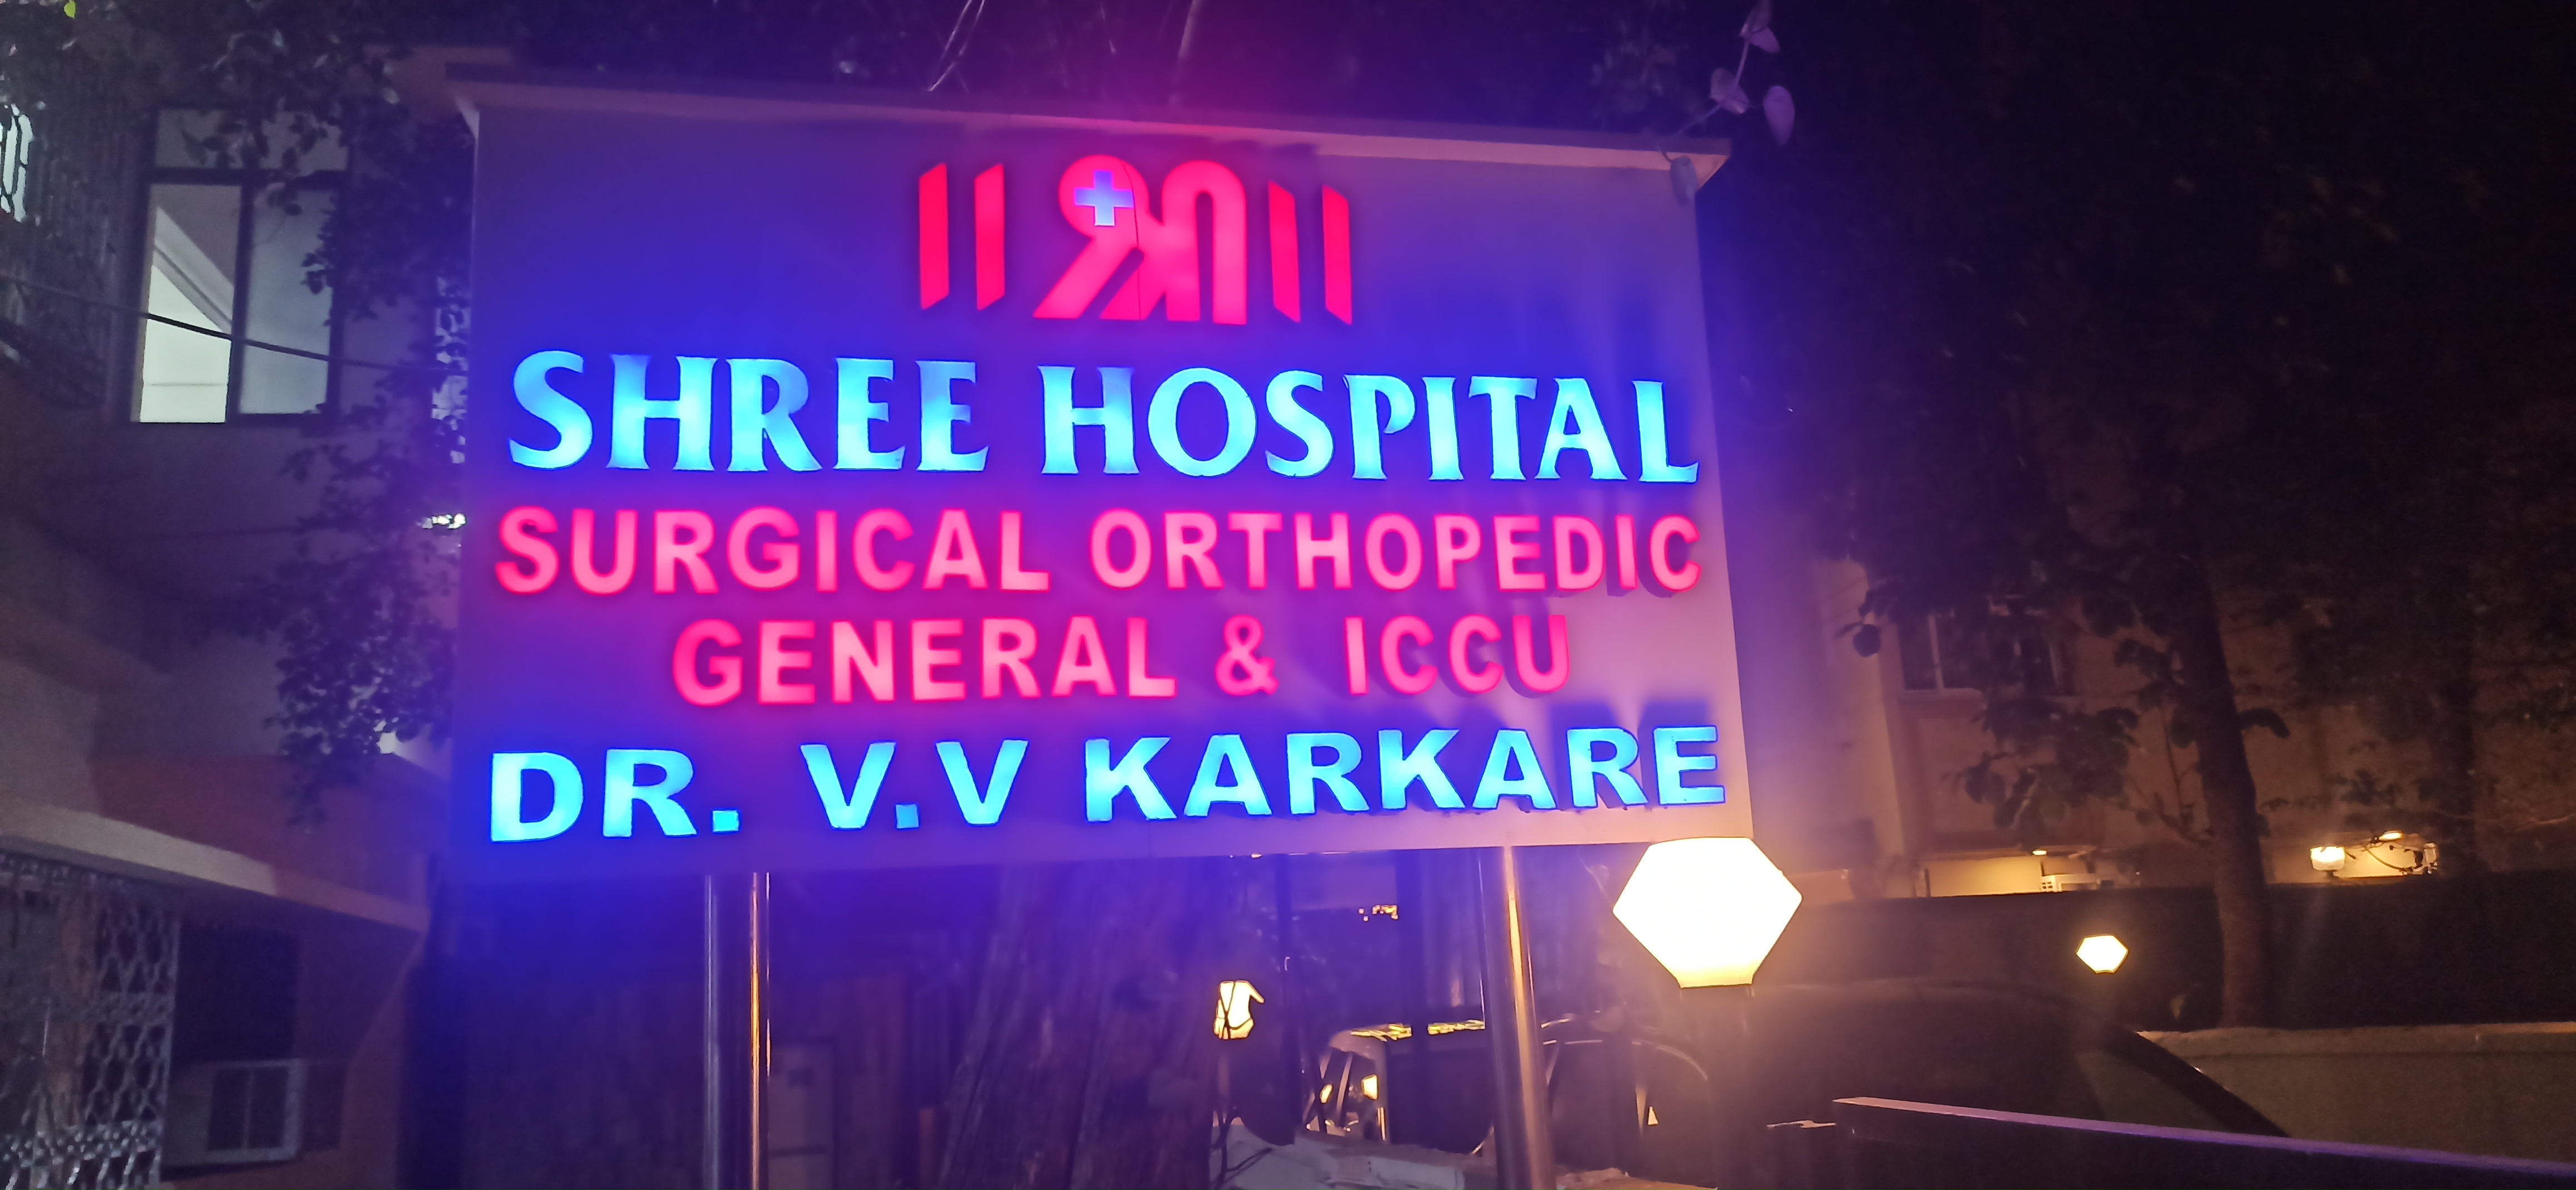 ॥ श्री ॥
SHREE HOSPITAL
SURGICAL ORTHOPEDIC
GENERAL & ICCU
DR. V.V KARKARE